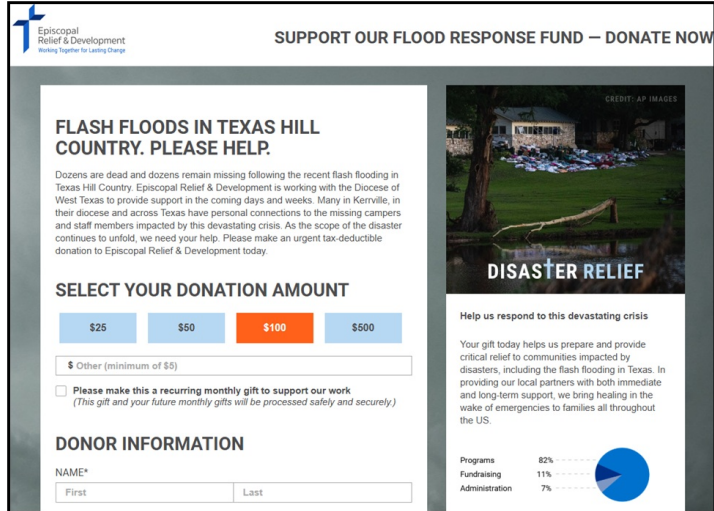 Episcopal
Relief & Development
Working Together for Lasting Change
SUPPORT OUR FLOOD RESPONSE FUND — DONATE NOW
FLASH FLOODS IN TEXAS HILL
COUNTRY. PLEASE HELP.
Dozens are dead and dozens remain missing following the recent flash flooding in
Texas Hill Country. Episcopal Relief & Development is working with the Diocese of
West Texas to provide support in the coming days and weeks. Many in Kerrville, in
their diocese and across Texas have personal connections to the missing campers
and staff members impacted by this devastating crisis. As the scope of the disaster
continues to unfold, we need your help. Please make an urgent tax-deductible
donation to Episcopal Relief & Development today.
SELECT YOUR DONATION AMOUNT
$25 $50 $100 $500
$ Other (minimum of $5)
Please make this a recurring monthly gift to support our work
(This gift and your future monthly gifts will be processed safely and securely.)
DONOR INFORMATION
NAME*
First Last
CREDIT: AP IMAGES
DISASTER RELIEF
Help us respond to this devastating crisis
Your gift today helps us prepare and provide
critical relief to communities impacted by
disasters, including the flash flooding in Texas. In
providing our local partners with both immediate
and long-term support, we bring healing in the
wake of emergencies to families all throughout
the US.
Programs 82%
Fundraising 11%
Administration 7%